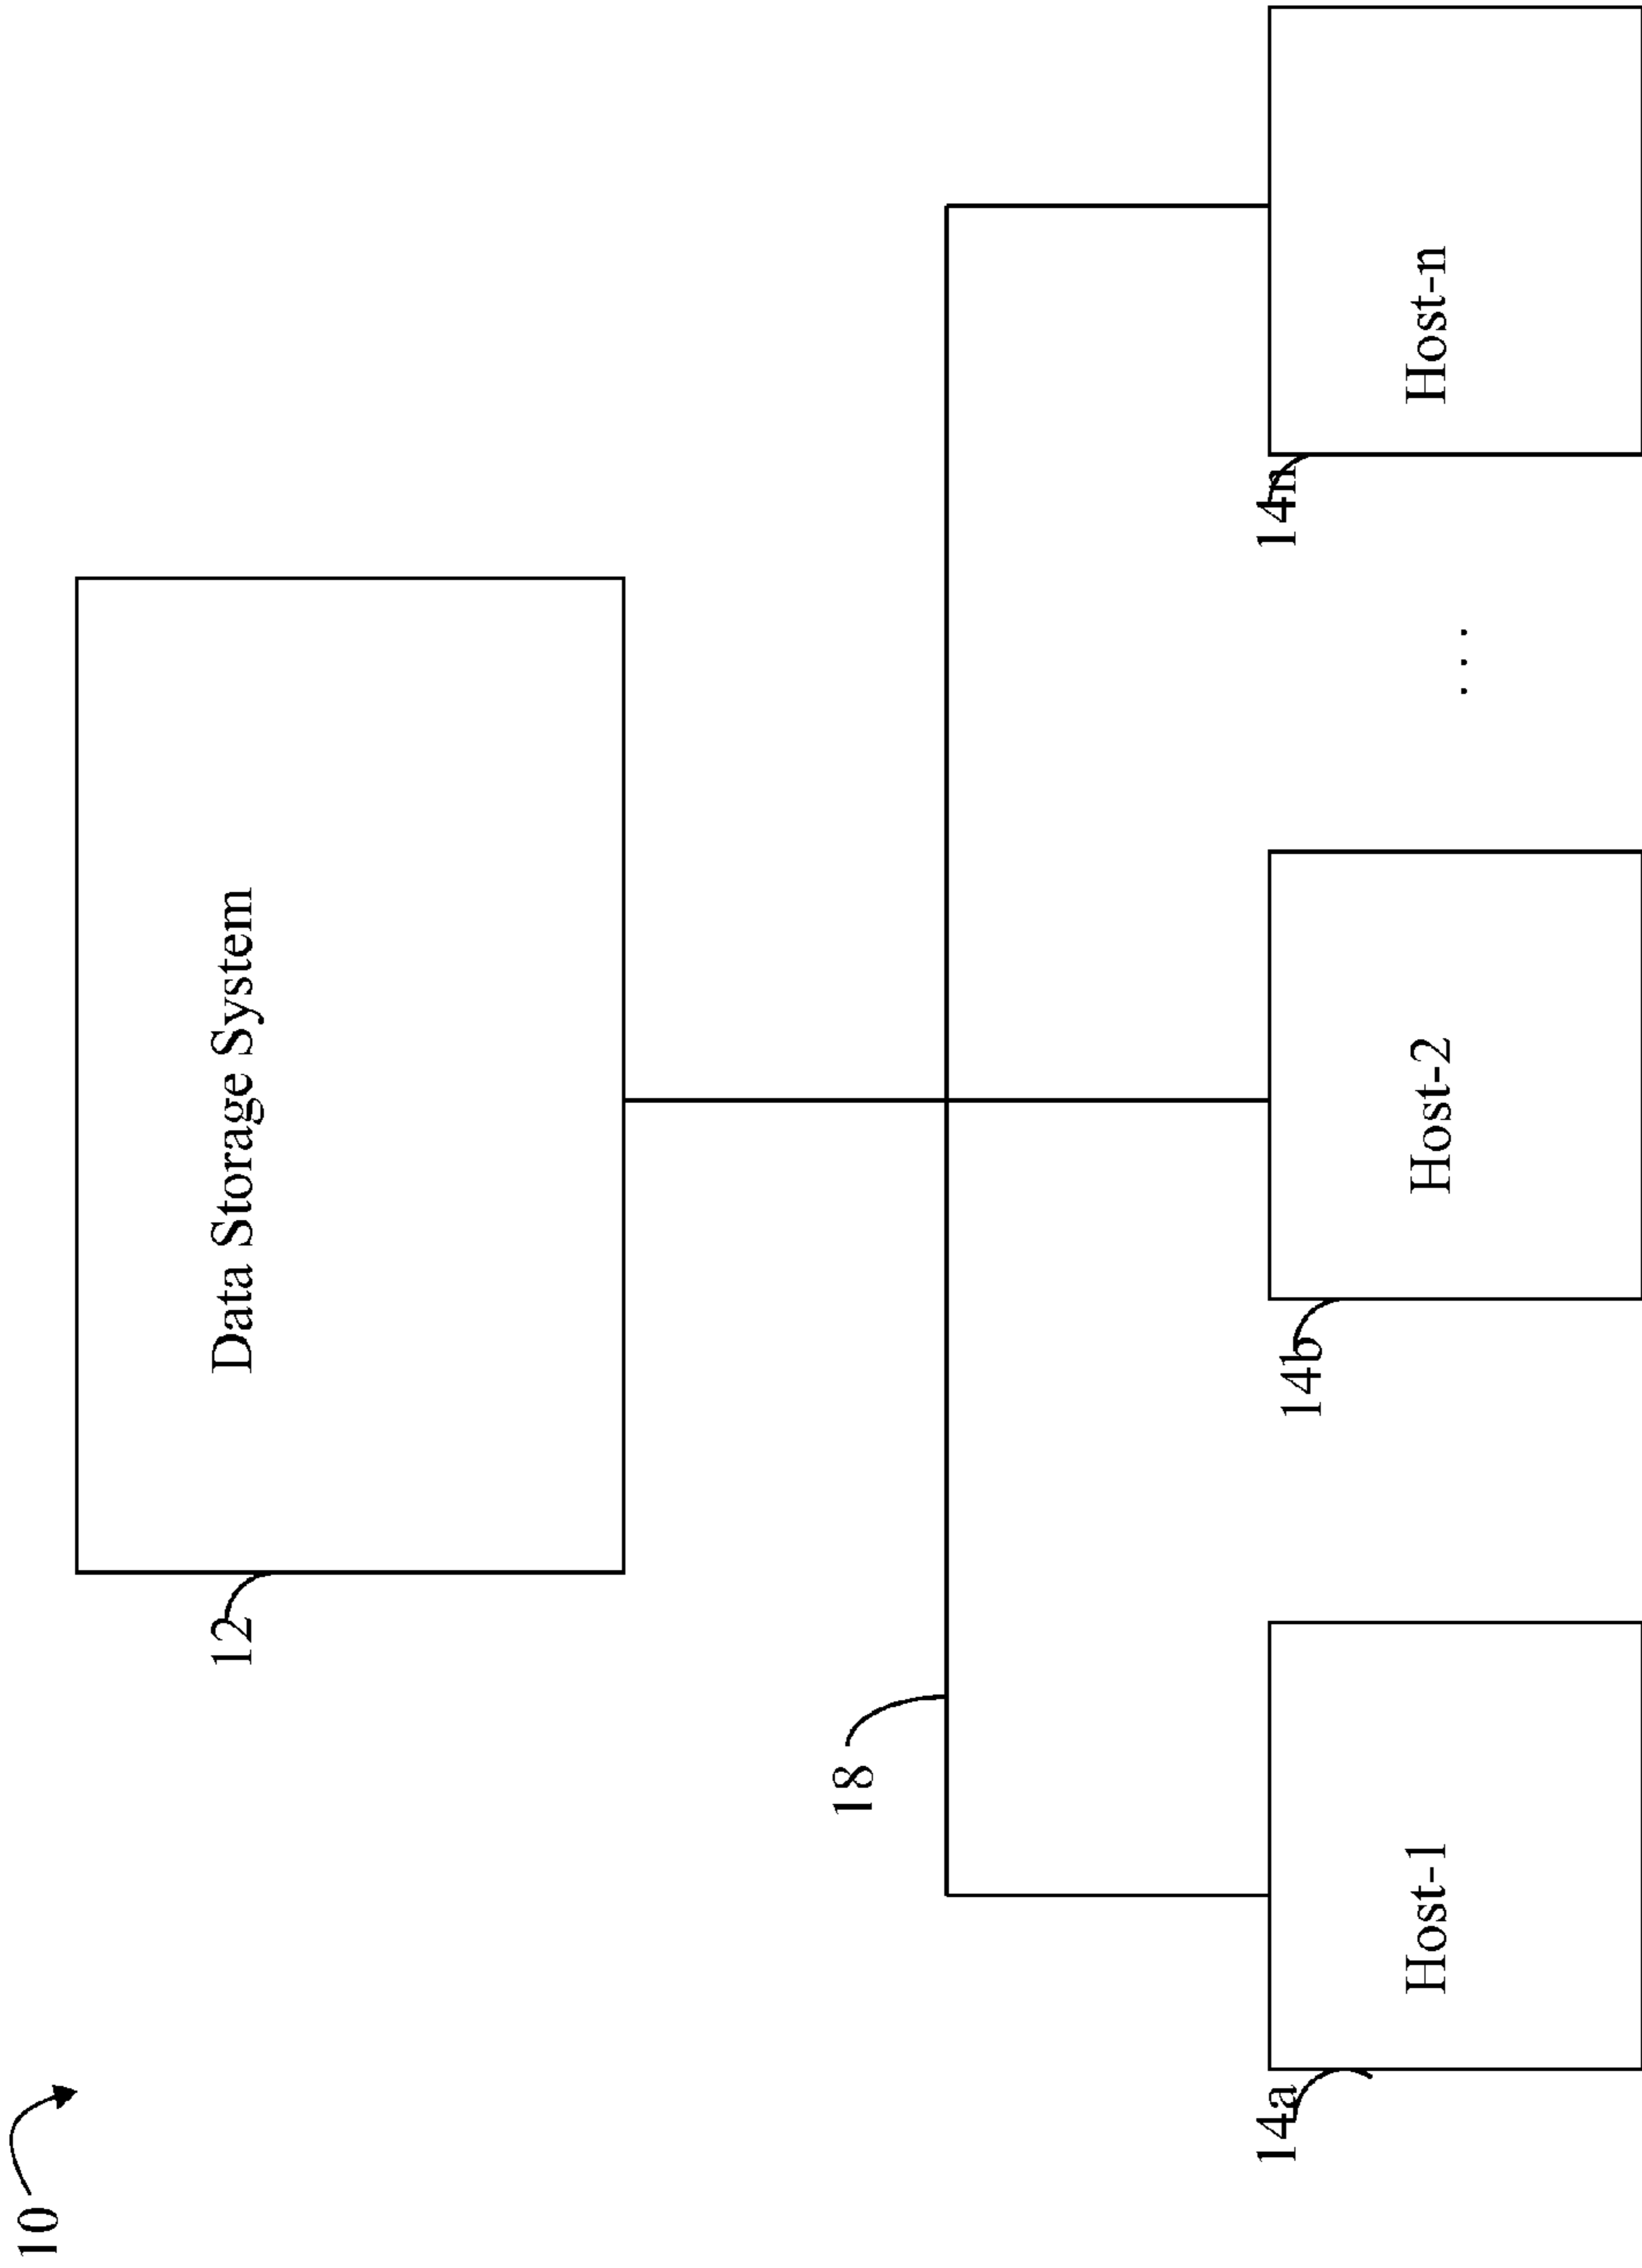 10
12
Data Storage System
18
14a
Host-1
14b
Host-2
. . .
14n
Host-n